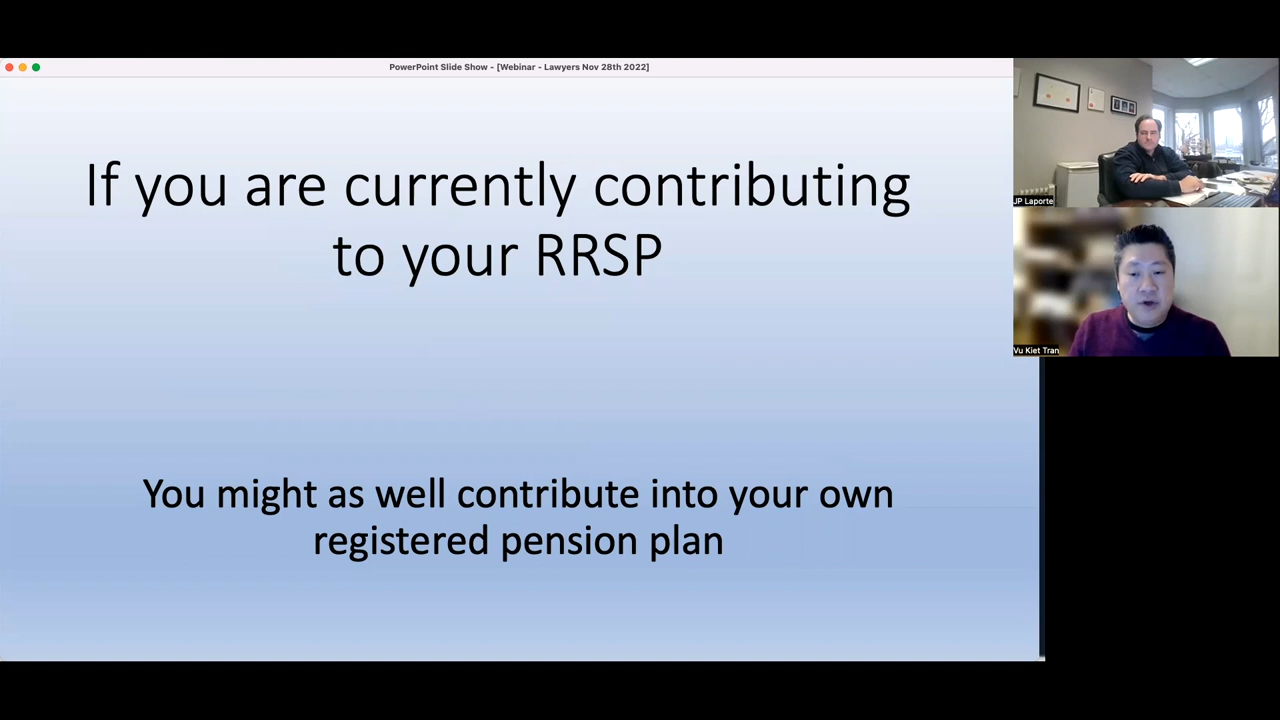 PowerPoint Slide Show - [Webinar - Lawyers Nov 28th 2022]
If you are currently contributing
to your RRSP
You might as well contribute into your own
registered pension plan
JP Laporte
Vu Kiet Tran